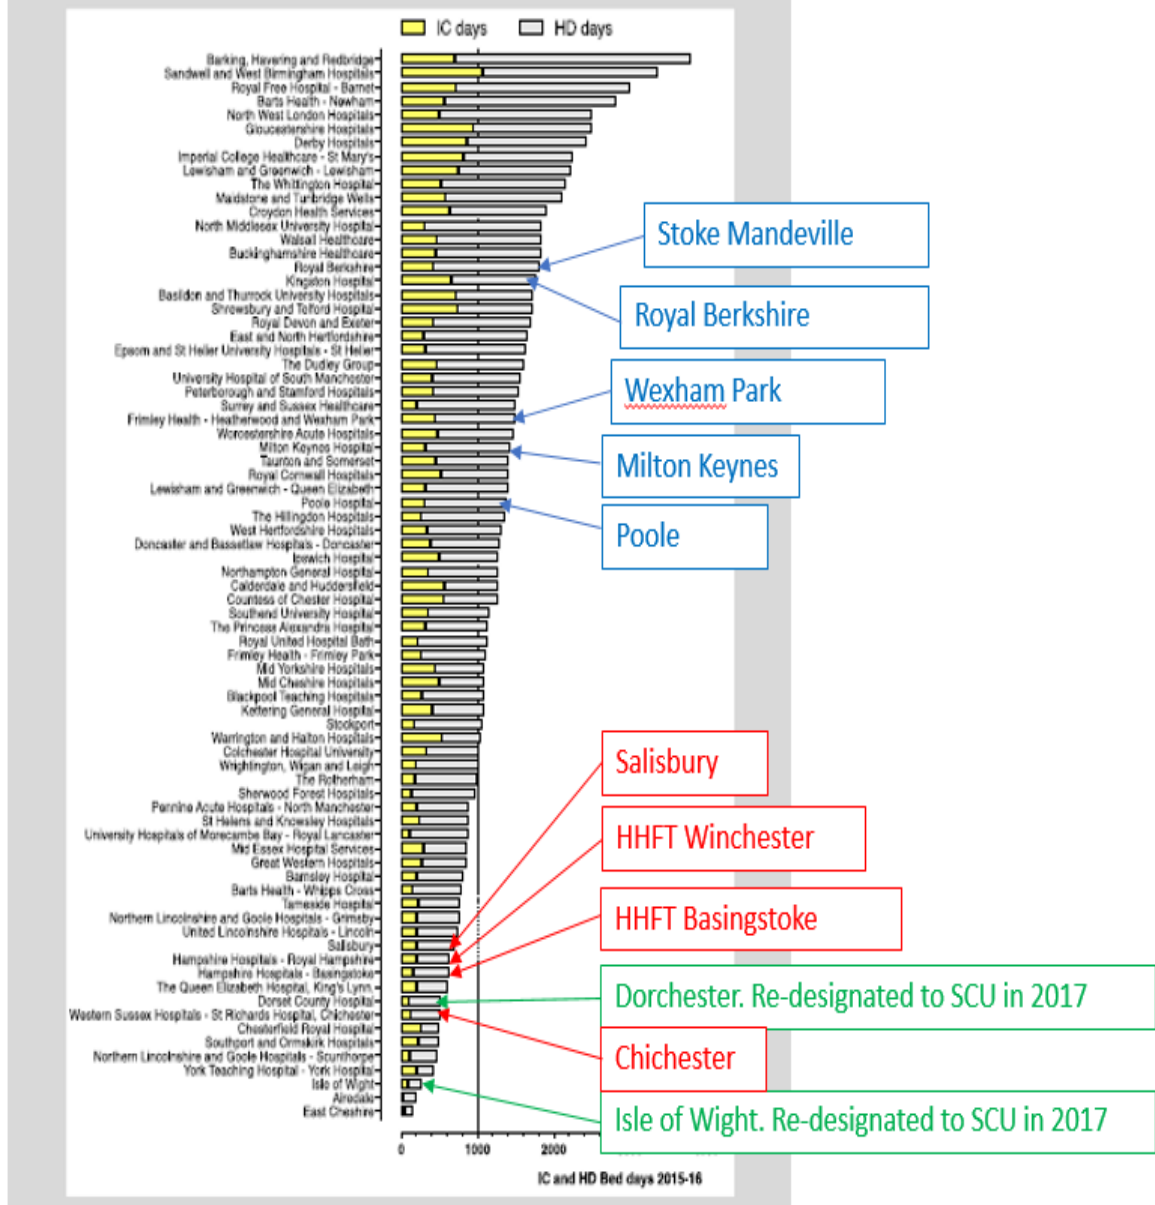 IC days HD days
Barking, Havering and Redbridge
Sandwell and West Birmingham Hospitals
Royal Free Hospital - Barnet
Barts Health - Newham
North West London Hospitals
Gloucestershire Hospitals
Derby Hospitals
Imperial College Healthcare - St Mary's
Lewisham and Greenwich - Lewisham
The Whittington Hospital
Maidstone and Tunbridge Wells
Croydon Health Services
North Middlesex University Hospital
Walsall Healthcare
Buckinghamshire Healthcare
Royal Berkshire
Kingston Hospital
Basildon and Thurrock University Hospitals
Shrewsbury and Telford Hospital
Royal Devon and Exeter
East and North Hertfordshire
Epsom and St Helier University Hospitals - St Helier
The Dudley Group
University Hospital of South Manchester
Peterborough and Stamford Hospitals
Surrey and Sussex Healthcare
Frimley Health - Heatherwood and Wexham Park
Worcestershire Acute Hospitals
Milton Keynes Hospital
Taunton and Somerset
Royal Cornwall Hospitals
Lewisham and Greenwich - Queen Elizabeth
Poole Hospital
The Hillingdon Hospitals
West Hertfordshire Hospitals
Doncaster and Bassetlaw Hospitals - Doncaster
Ipswich Hospital
Northampton General Hospital
Calderdale and Huddersfield
Countess of Chester Hospital
Southend University Hospital
The Princess Alexandra Hospital
Royal United Hospital Bath
Frimley Health - Frimley Park
Mid Yorkshire Hospitals
Mid Cheshire Hospitals
Blackpool Teaching Hospitals
Kettering General Hospital
Stockport
Warrington and Halton Hospitals
Colchester Hospital University
Wrightington, Wigan and Leigh
The Rotherham
Sherwood Forest Hospitals
Pennine Acute Hospitals - North Manchester
St Helens and Knowsley Hospitals
University Hospitals of Morecambe Bay - Royal Lancaster
Mid Essex Hospital Services
Great Western Hospitals
Barnsley Hospital
Barts Health - Whipps Cross
Tameside Hospital
Northern Lincolnshire and Goole Hospitals - Grimsby
United Lincolnshire Hospitals - Lincoln
Salisbury
Hampshire Hospitals - Royal Hampshire
Hampshire Hospitals - Basingstoke
The Queen Elizabeth Hospital, King's Lynn.
Dorset County Hospital
Western Sussex Hospitals - St Richards Hospital, Chichester
Chesterfield Royal Hospital
Southport and Ormskirk Hospitals
Northern Lincolnshire and Goole Hospitals - Scunthorpe
York Teaching Hospital - York Hospital
Isle of Wight
Airedale
East Cheshire
0 1000 2000
IC and HD Bed days 2015-16
Stoke Mandeville
Royal Berkshire
Wexham Park
Milton Keynes
Poole
Salisbury
HHFT Winchester
HHFT Basingstoke
Dorchester. Re-designated to SCU in 2017
Chichester
Isle of Wight. Re-designated to SCU in 2017